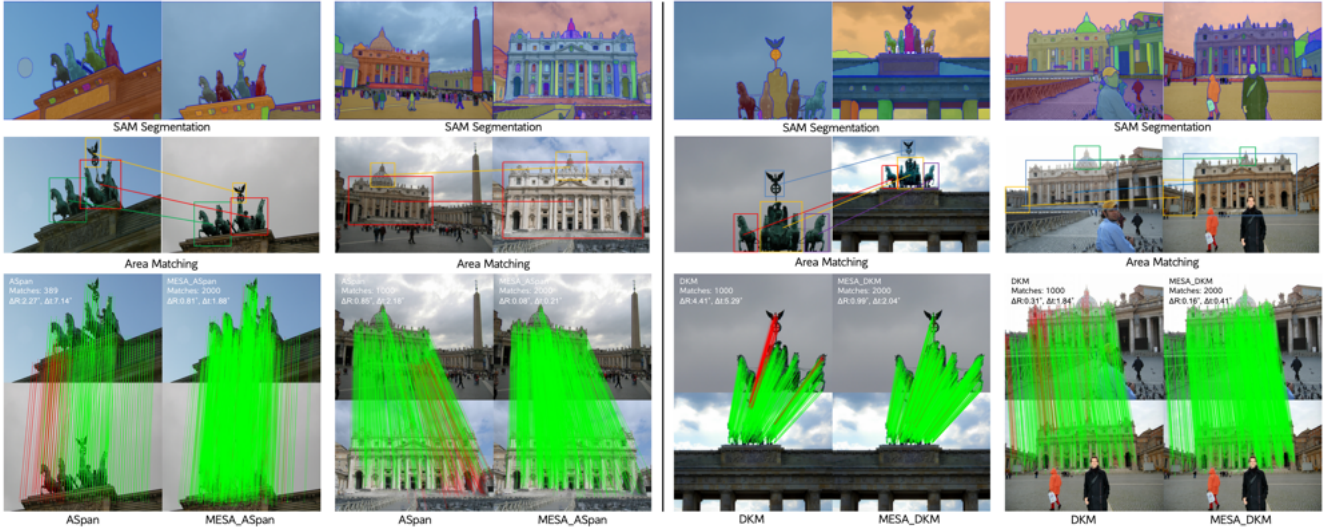 SAM Segmentation
SAM Segmentation
SAM Segmentation
SAM Segmentation
Area Matching
Area Matching
Area Matching
Area Matching
ASpan
Matches: 389
ΔR:2.27° Δt:7.14°
MESA_ASpan
Matches: 2000
ΔR:0.81° Δt:1.88°
ASpan
Matches: 1000
ΔR:0.85° Δt:2.18°
MESA_ASpan
Matches: 2000
ΔR:0.08° Δt:0.21°
DKM
Matches: 1000
ΔR:4.41° Δt:5.29°
MESA_DKM
Matches: 2000
ΔR:0.99° Δt:2.04°
DKM
Matches: 1000
ΔR:0.31° Δt:1.84°
MESA_DKM
Matches: 2000
ΔR:0.16° Δt:0.41°
ASpan
MESA_ASpan
ASpan
MESA_ASpan
DKM
MESA_DKM
DKM
MESA_DKM